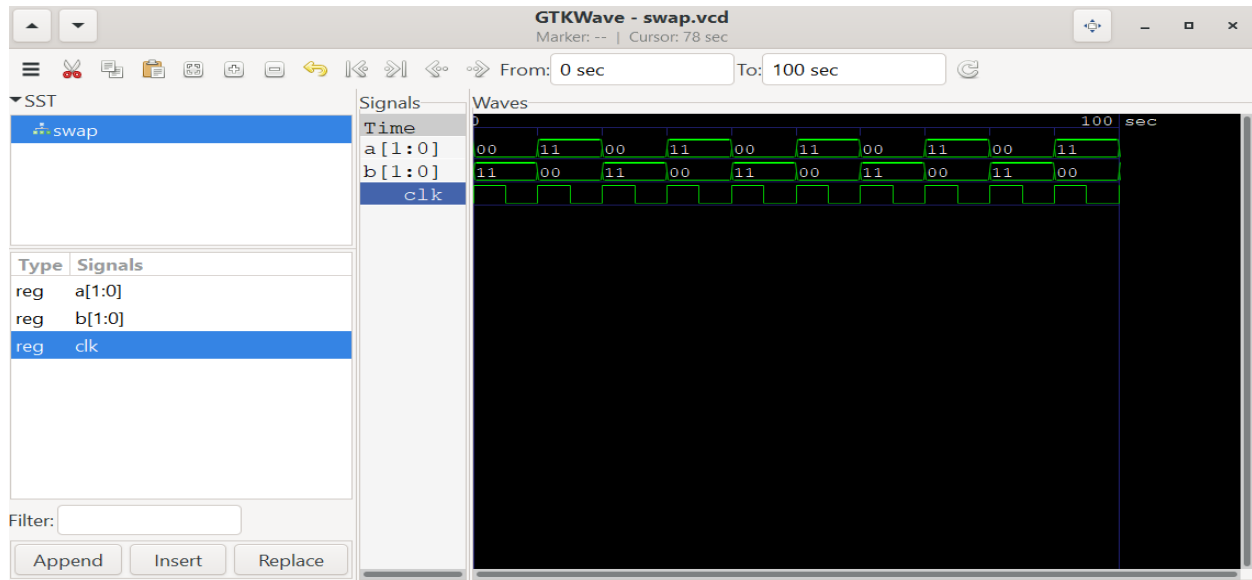 GTKWave - swap.vcd
Marker: -- | Cursor: 78 sec
From: 0 sec To: 100 sec
SST
swap
Type Signals
reg a[1:0]
reg b[1:0]
reg clk
Filter:
Append Insert Replace
Signals
Time
a[1:0]
b[1:0]
clk
Waves
0 100 sec
00 11 00 11 00 11 00 11 00 11
11 00 11 00 11 00 11 00 11 00